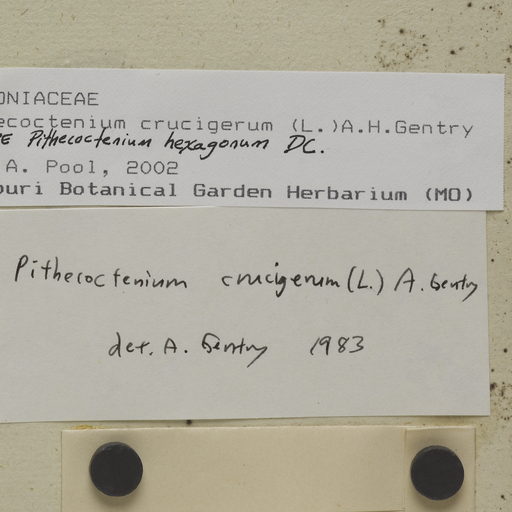 ONIACEAE
ecoctenium crucigerum (L.)A.H.Gentry
PE Pithecoctenium hexagonum DC.
A. Pool, 2002
ouri Botanical Garden Herbarium (MO)
Pithecoctenium crucigerum (L.) A. Gentry
det. A. Gentry 1983